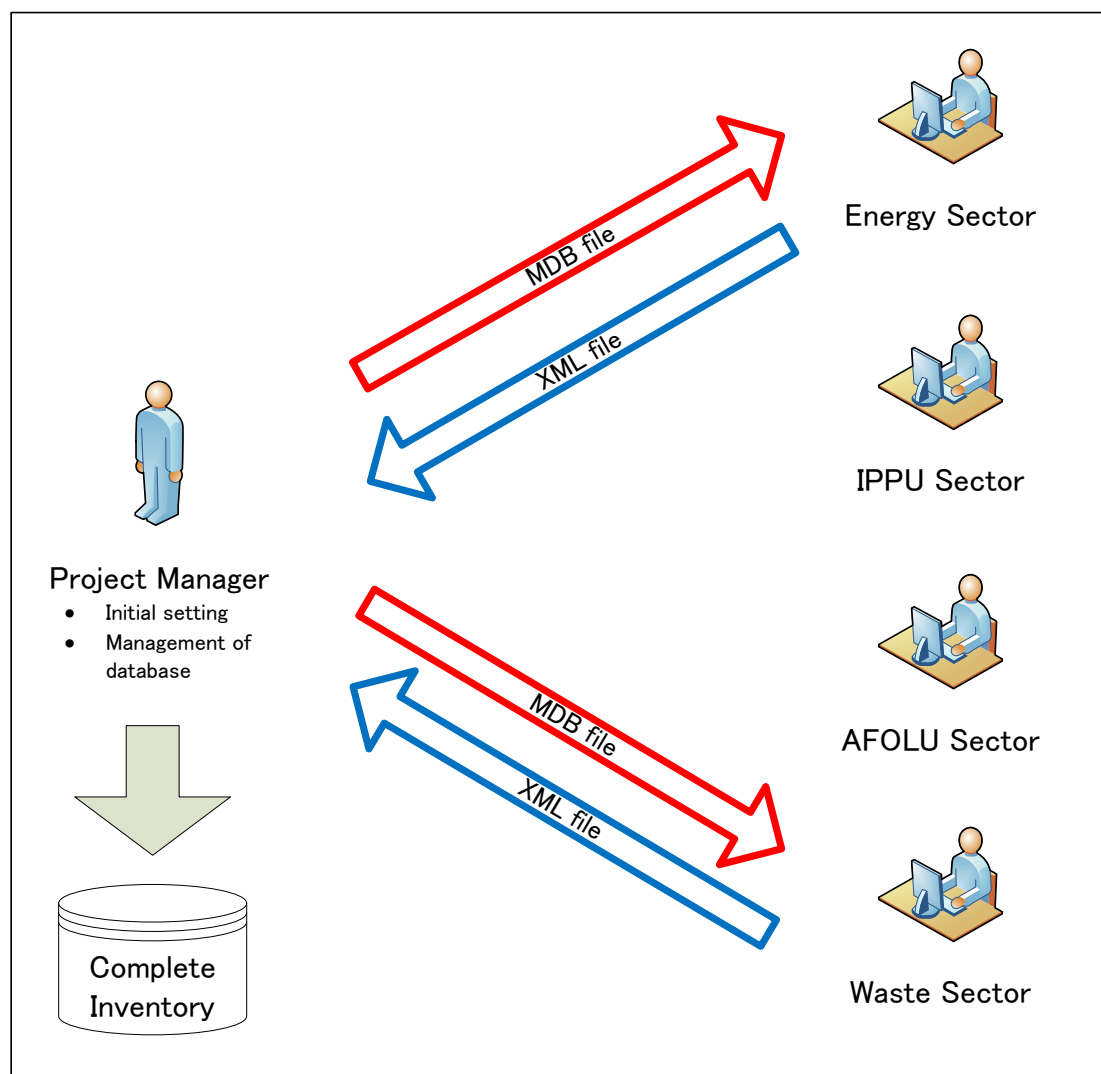 MDB file
XML file
Energy Sector
IPPU Sector
Project Manager
• Initial setting
• Management of
database
MDB file
XML file
AFOLU Sector
Waste Sector
Complete
Inventory